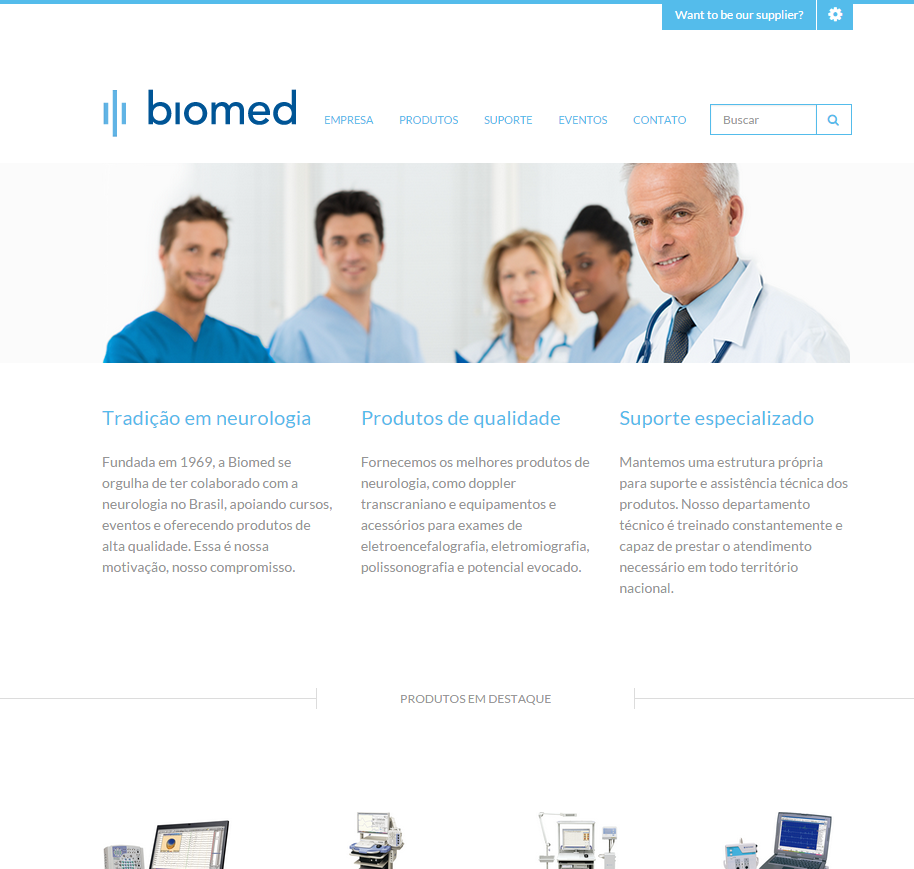 Want to be our supplier?
biomed
EMPRESA
PRODUTOS
SUPORTE
EVENTOS
CONTATO
Buscar
Tradição em neurologia
Fundada em 1969, a Biomed se
orgulha de ter colaborado com a
neurologia no Brasil, apoiando cursos,
eventos e oferecendo produtos de
alta qualidade. Essa é nossa
motivação, nosso compromisso.
Produtos de qualidade
Fornecemos os melhores produtos de
neurologia, como doppler
transcraniano e equipamentos e
acessórios para exames de
eletroencefalografia, eletromiografia,
polissonografia e potencial evocado.
Suporte especializado
Mantemos uma estrutura própria
para suporte e assistência técnica dos
produtos. Nosso departamento
técnico é treinado constantemente e
capaz de prestar o atendimento
necessário em todo território
nacional.
PRODUTOS EM DESTAQUE